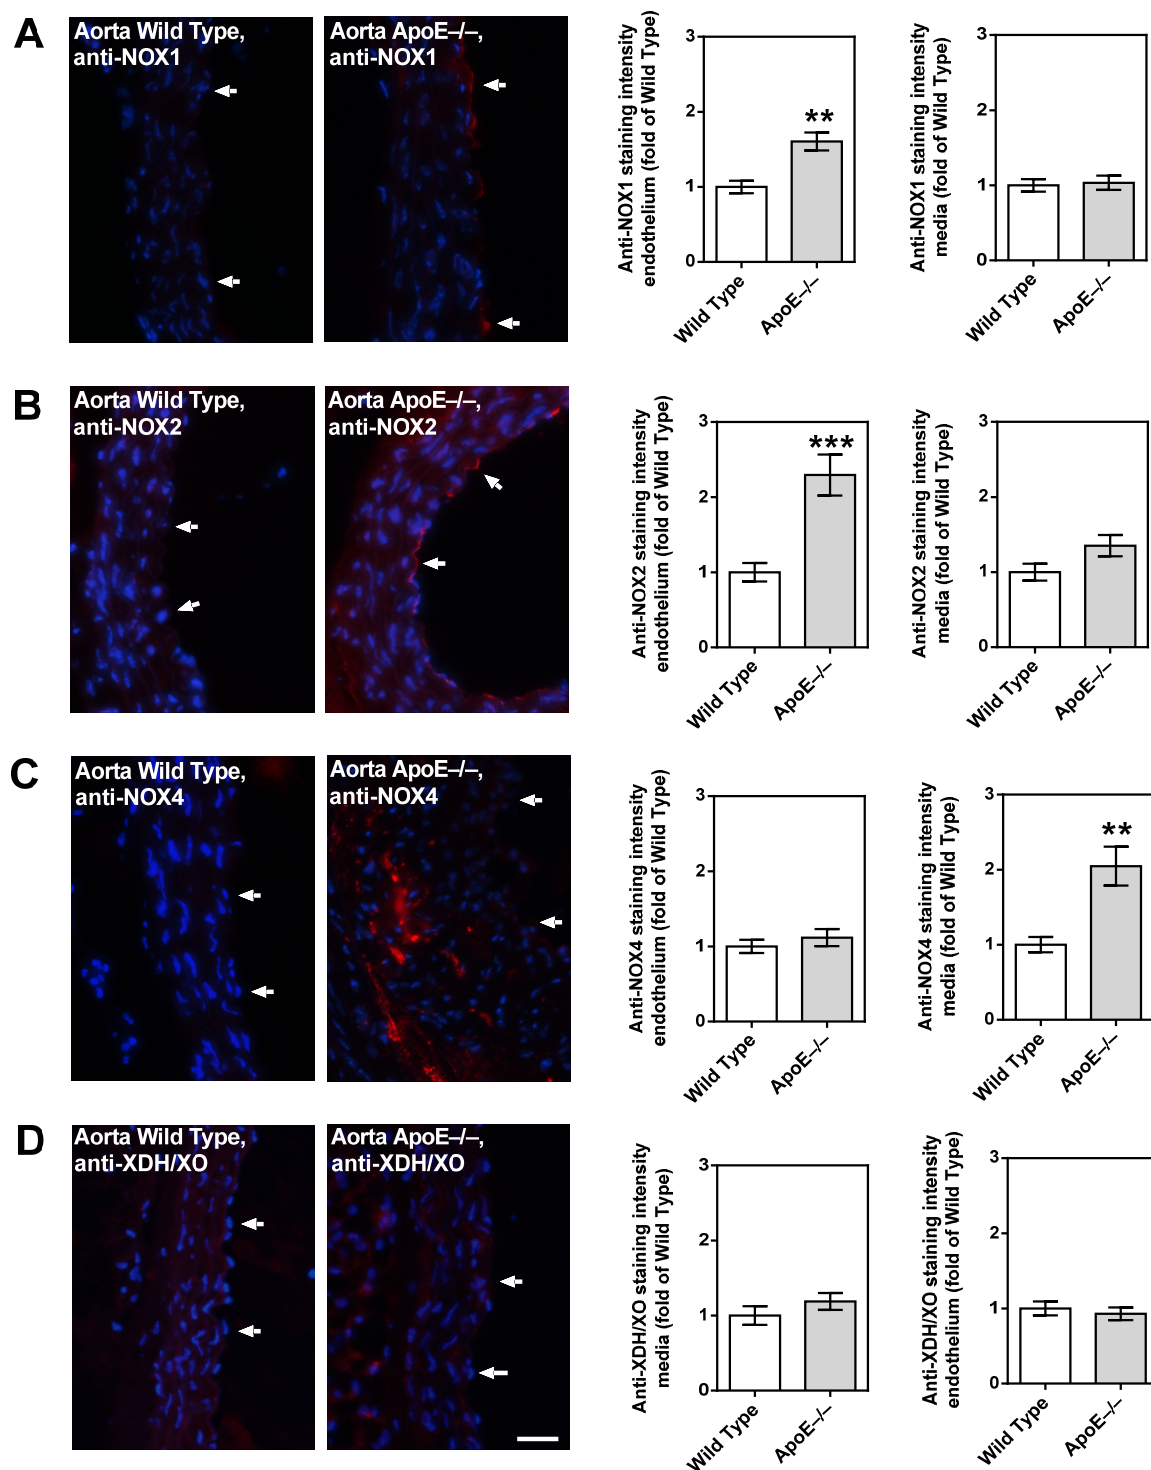 A
Aorta Wild Type,
anti-NOX1
Aorta ApoE–/–,
anti-NOX1
Anti-NOX1 staining intensity
endothelium (fold of Wild Type)
3
2
1
0
**
Wild Type
ApoE–/–
Anti-NOX1 staining intensity
media (fold of Wild Type)
3
2
1
0
Wild Type
ApoE–/–
B
Aorta Wild Type,
anti-NOX2
Aorta ApoE–/–,
anti-NOX2
Anti-NOX2 staining intensity
endothelium (fold of Wild Type)
3
2
1
0
***
Wild Type
ApoE–/–
Anti-NOX2 staining intensity
media (fold of Wild Type)
3
2
1
0
Wild Type
ApoE–/–
C
Aorta Wild Type,
anti-NOX4
Aorta ApoE–/–,
anti-NOX4
Anti-NOX4 staining intensity
endothelium (fold of Wild Type)
3
2
1
0
Wild Type
ApoE–/–
Anti-NOX4 staining intensity
media (fold of Wild Type)
3
2
1
0
**
Wild Type
ApoE–/–
D
Aorta Wild Type,
anti-XDH/XO
Aorta ApoE–/–,
anti-XDH/XO
Anti-XDH/XO staining intensity
media (fold of Wild Type)
3
2
1
0
Wild Type
ApoE–/–
Anti-XDH/XO staining intensity
endothelium (fold of Wild Type)
3
2
1
0
Wild Type
ApoE–/–